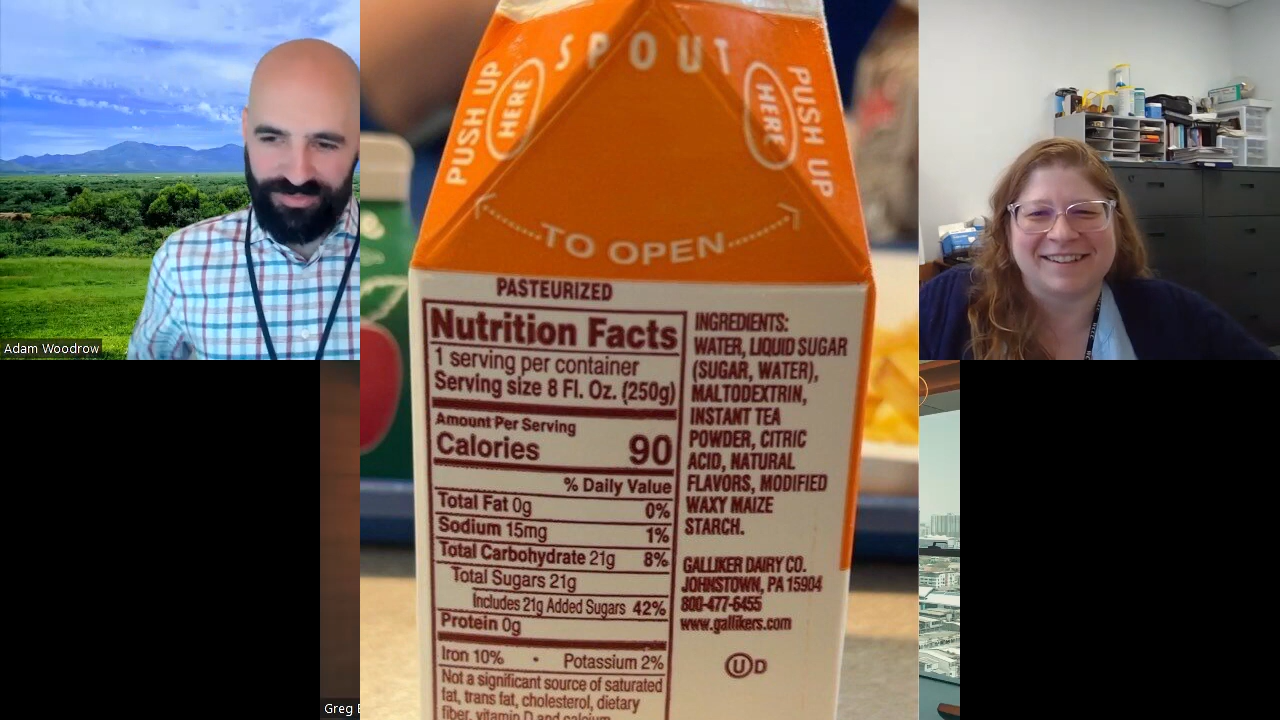 SPOUT
PUSH UP
HERE
HERE
PUSH UP
TO OPEN
PASTEURIZED
Nutrition Facts
1 serving per container
Serving size 8 Fl. Oz. (250g)
Amount Per Serving
Calories 90
% Daily Value
Total Fat 0g 0%
Sodium 15mg 1%
Total Carbohydrate 21g 8%
Total Sugars 21g
Includes 21g Added Sugars 42%
Protein 0g
Iron 10% • Potassium 2%
Not a significant source of saturated
fat, trans fat, cholesterol, dietary
fiber, vitamin D and calcium.
INGREDIENTS:
WATER, LIQUID SUGAR
(SUGAR, WATER),
MALTODEXTRIN,
INSTANT TEA
POWDER, CITRIC
ACID, NATURAL
FLAVORS, MODIFIED
WAXY MAIZE
STARCH.
GALLIKER DAIRY CO.
JOHNSTOWN, PA 15904
800-477-6455
www.gallikers.com
U D
Adam Woodrow
Greg